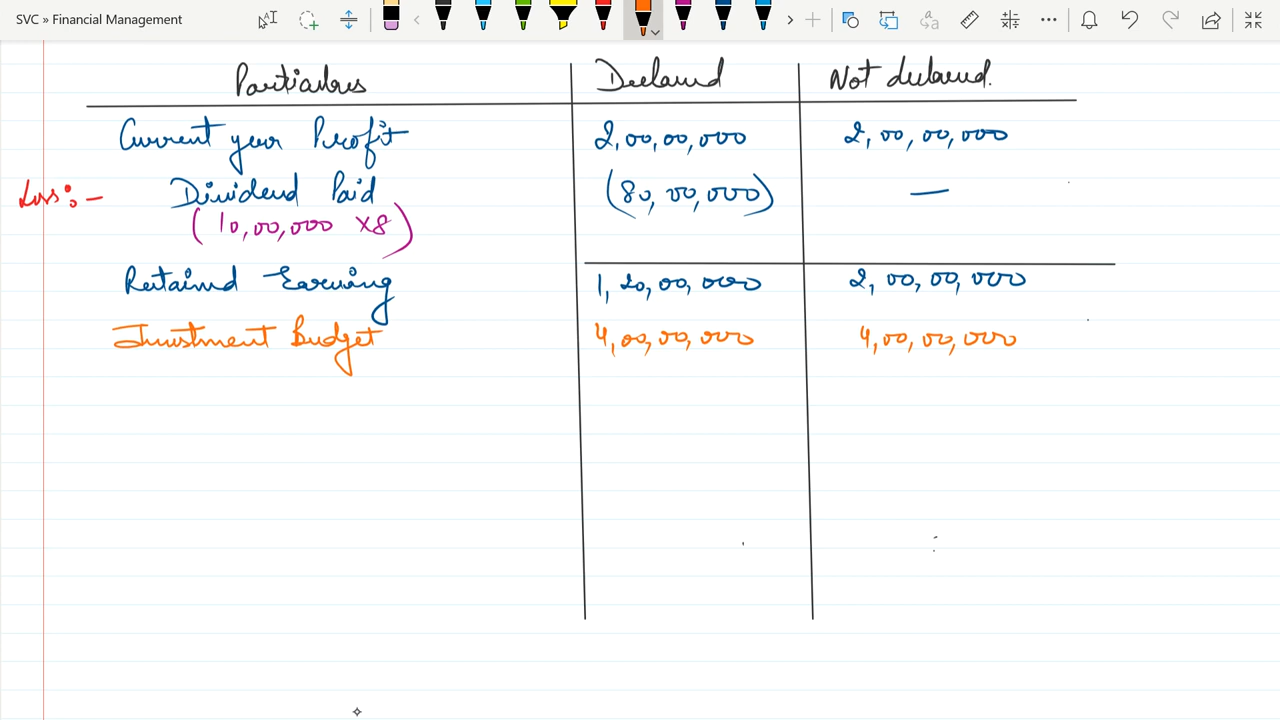 SVC » Financial Management
Particulars Declared Not declared.
Current year Profit 2,00,00,000 2,00,00,000
Less:- Dividend Paid (80,00,000) —
(10,00,000 x8)
Retained Earning 1,20,00,000 2,00,00,000
Investment Budget 4,00,00,000 4,00,00,000